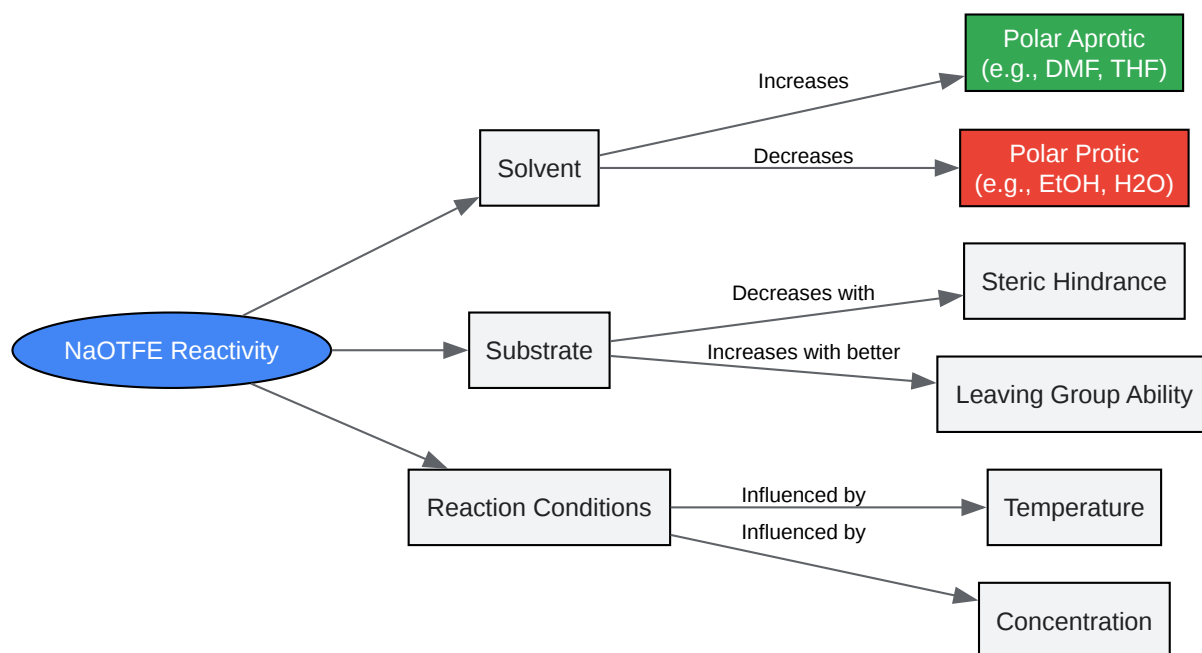 Polar Aprotic
(e.g., DMF, THF)
Increases
Solvent
Decreases
Polar Protic
(e.g., EtOH, H2O)
Steric Hindrance
Decreases with
NaOTFE Reactivity
Substrate
Increases with better
Leaving Group Ability
Reaction Conditions
Influenced by
Temperature
Influenced by
Concentration